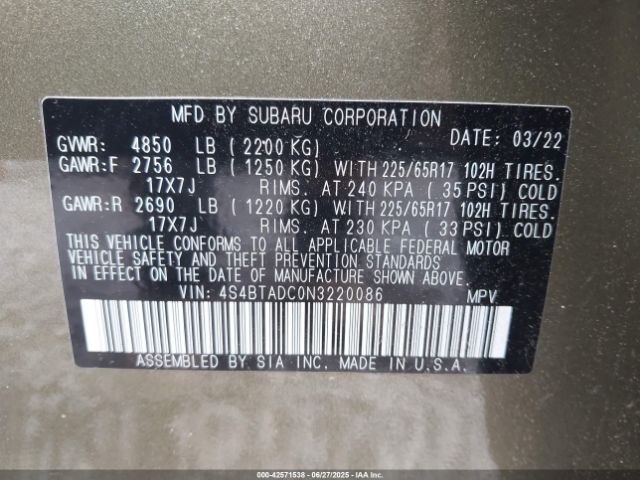 MFD BY SUBARU CORPORATION
DATE: 03/22
GVWR: 4850 LB ( 2200 KG)
GAWR:F 2756 LB ( 1250 KG) WITH 225/65R17 102H TIRES.
17X7J RIMS. AT 240 KPA ( 35 PSI) COLD
GAWR:R 2690 LB ( 1220 KG) WITH 225/65R17 102H TIRES.
17X7J RIMS. AT 230 KPA ( 33 PSI) COLD
THIS VEHICLE CONFORMS TO ALL APPLICABLE FEDERAL MOTOR
VEHICLE SAFETY AND THEFT PREVENTION STANDARDS
IN EFFECT ON THE DATE OF MANUFACTURE SHOWN ABOVE.
VIN: 4S4BTADC0N3220086 MPV
ASSEMBLED BY SIA INC. MADE IN U.S.A.
000-42571538 - 06/27/2025 - IAAI.COM